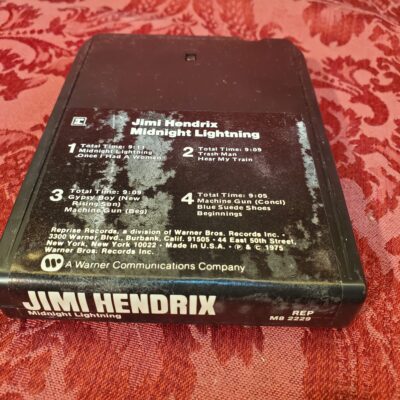 Jimi Hendrix
Midnight Lightning
1 Total Time: 9:11
Midnight Lightning
Once I Had A Woman
2 Total Time: 9:09
Trash Man
Hear My Train
3 Total Time: 9:09
Gypsy Boy (New
Rising Sun)
Machine Gun (Beg)
4 Total Time: 9:05
Machine Gun (Concl)
Blue Suede Shoes
Beginnings
Reprise Records, a division of Warner Bros. Records Inc. •
3300 Warner Blvd., Burbank, Calif. 91505 • 44 East 50th Street,
New York, New York 10022 • Made in U.S.A. • ℗ & © 1975
Warner Bros. Records Inc.
A Warner Communications Company
JIMI HENDRIX
Midnight Lightning
REP
M8 2229